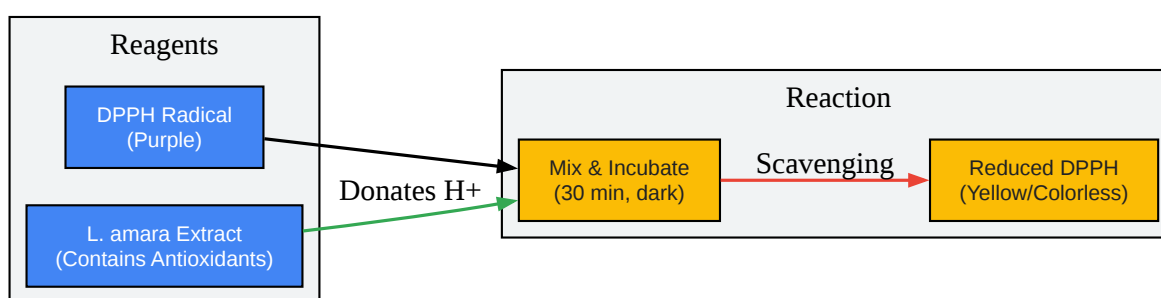 Reagents
DPPH Radical
(Purple)
L. amara Extract
(Contains Antioxidants)
Donates H+
Reaction
Mix & Incubate
(30 min, dark)
Scavenging
Reduced DPPH
(Yellow/Colorless)